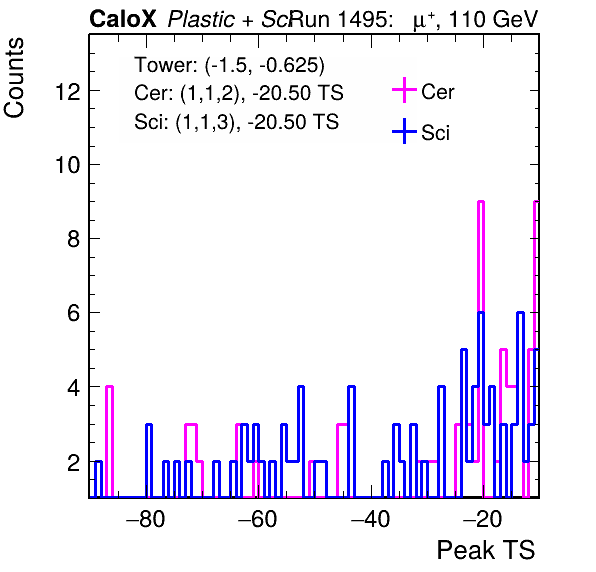 CaloX Plastic + Sci Run 1495: μ⁺, 110 GeV
Counts
Tower: (-1.5, -0.625)
Cer: (1,1,2), -20.50 TS
Sci: (1,1,3), -20.50 TS
Cer
Sci
12
10
8
6
4
2
−80 −60 −40 −20
Peak TS